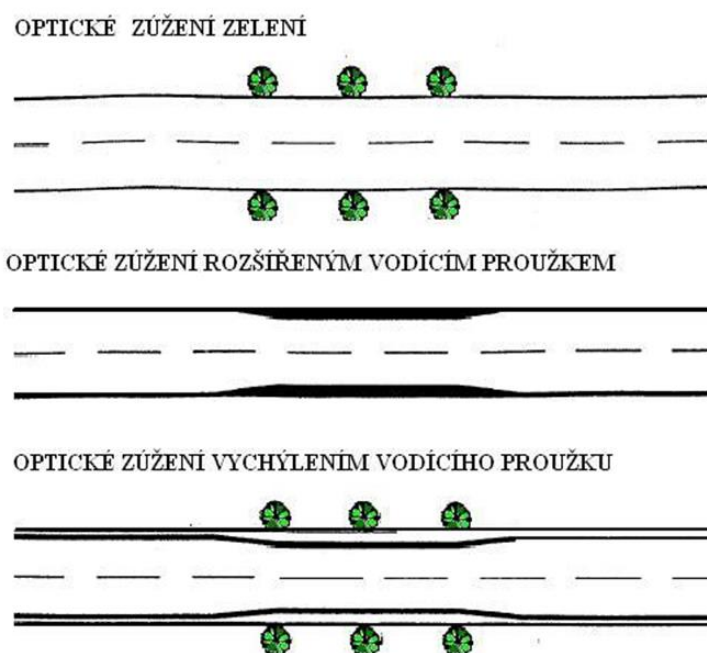 OPTICKÉ ZÚŽENÍ ZELENÍ
OPTICKÉ ZÚŽENÍ ROZŠÍŘENÝM VODÍCÍM PROUŽKEM
OPTICKÉ ZÚŽENÍ VYCHÝLENÍM VODÍCÍHO PROUŽKU